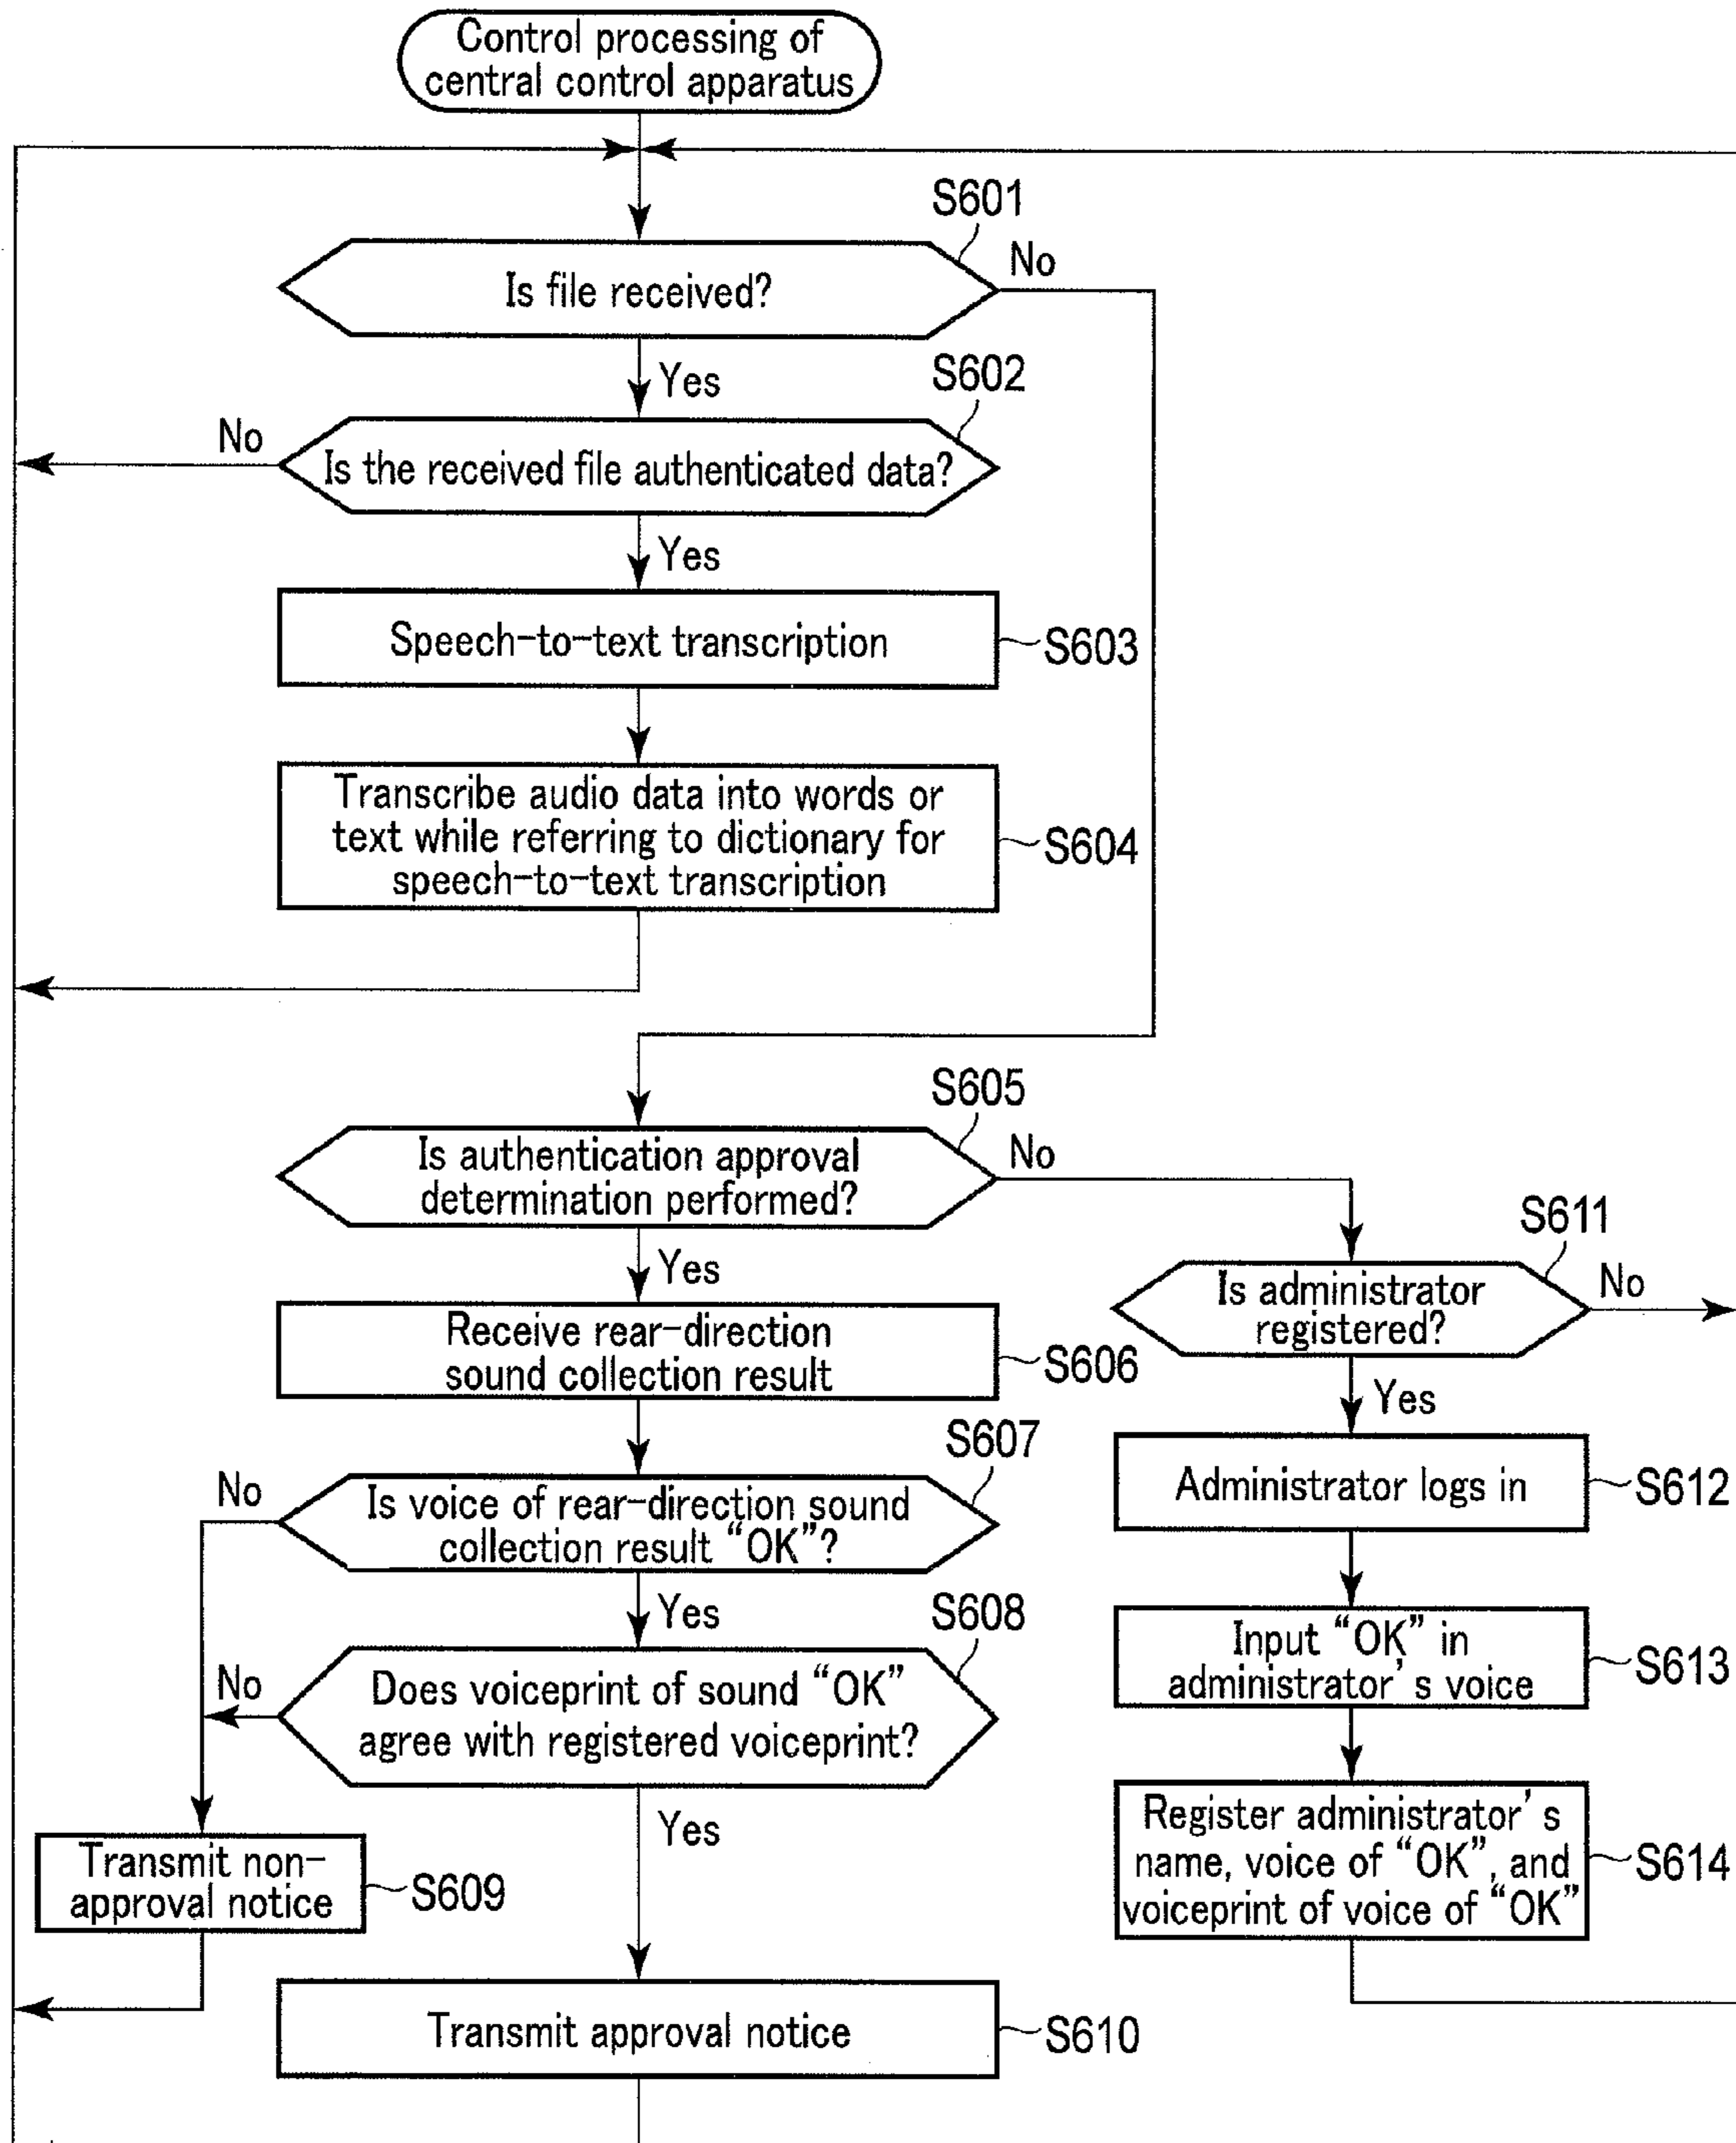 Control processing of
central control apparatus
S601
Is file received?
No
Yes
S602
Is the received file authenticated data?
No
Yes
Speech-to-text transcription
S603
Transcribe audio data into words or
text while referring to dictionary for
speech-to-text transcription
S604
S605
Is authentication approval
determination performed?
No
Yes
Receive rear-direction
sound collection result
S606
S607
Is voice of rear-direction sound
collection result “OK”?
No
Yes
S608
Does voiceprint of sound “OK”
agree with registered voiceprint?
No
Yes
Transmit non-
approval notice
S609
Transmit approval notice
S610
S611
Is administrator
registered?
No
Yes
Administrator logs in
S612
Input “OK” in
administrator’s voice
S613
Register administrator’s
name, voice of “OK”, and
voiceprint of voice of “OK”
S614